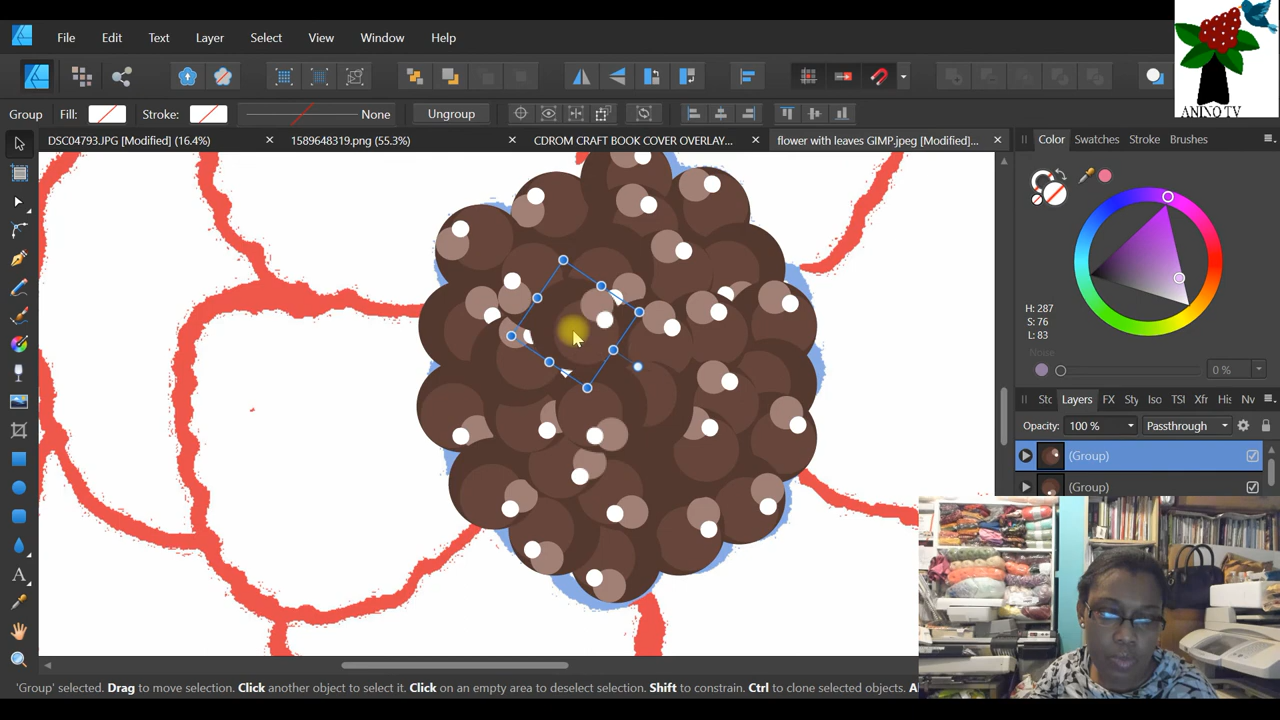 File Edit Text Layer Select View Window Help
Group Fill: Stroke: None Ungroup
DSC04793.JPG [Modified] (16.4%) 1589648319.png (55.3%) CDROM CRAFT BOOK COVER OVERLAY... flower with leaves GIMP.jpeg [Modified]...
ANINO TV
Color Swatches Stroke Brushes
H: 287
S: 76
L: 83
None
0 %
Stc Layers FX Sty Iso TSI Xfr His Nv
Opacity: 100 % Passthrough
(Group)
(Group)
A
'Group' selected. Drag to move selection. Click another object to select it. Click on an empty area to deselect selection. Shift to constrain. Ctrl to clone selected objects. A